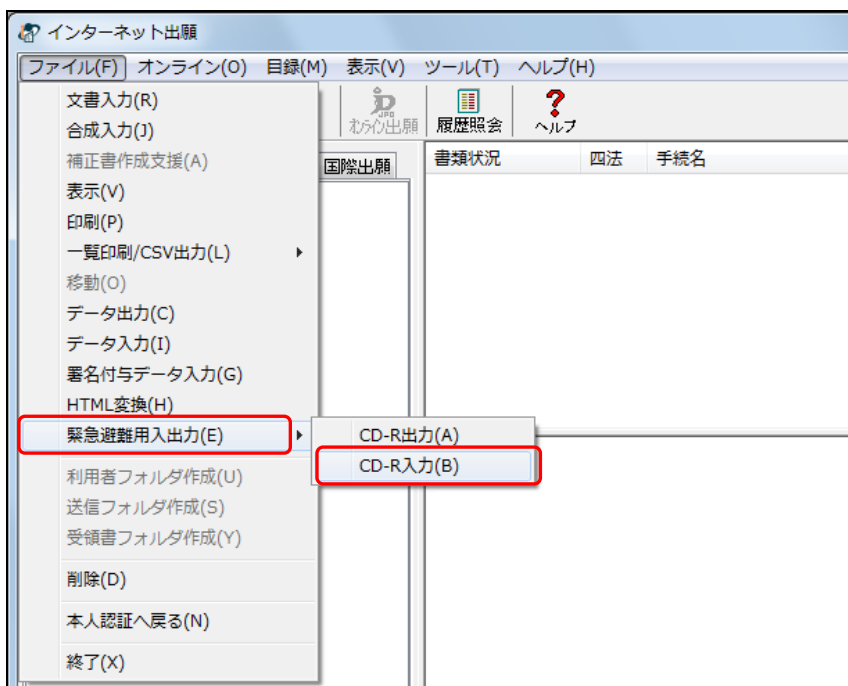 インターネット出願
ファイル(F) オンライン(O) 目録(M) 表示(V) ツール(T) ヘルプ(H)
文書入力(R)
合成入力(J)
補正書作成支援(A)
表示(V)
印刷(P)
一覧印刷/CSV出力(L)
移動(O)
データ出力(C)
データ入力(I)
署名付与データ入力(G)
HTML変換(H)
緊急避難用入出力(E)
利用者フォルダ作成(U)
送信フォルダ作成(S)
受領書フォルダ作成(Y)
削除(D)
本人認証へ戻る(N)
終了(X)
CD-R出力(A)
CD-R入力(B)
JPO
オンライン出願 履歴照会 ヘルプ
国際出願
書類状況 四法 手続名